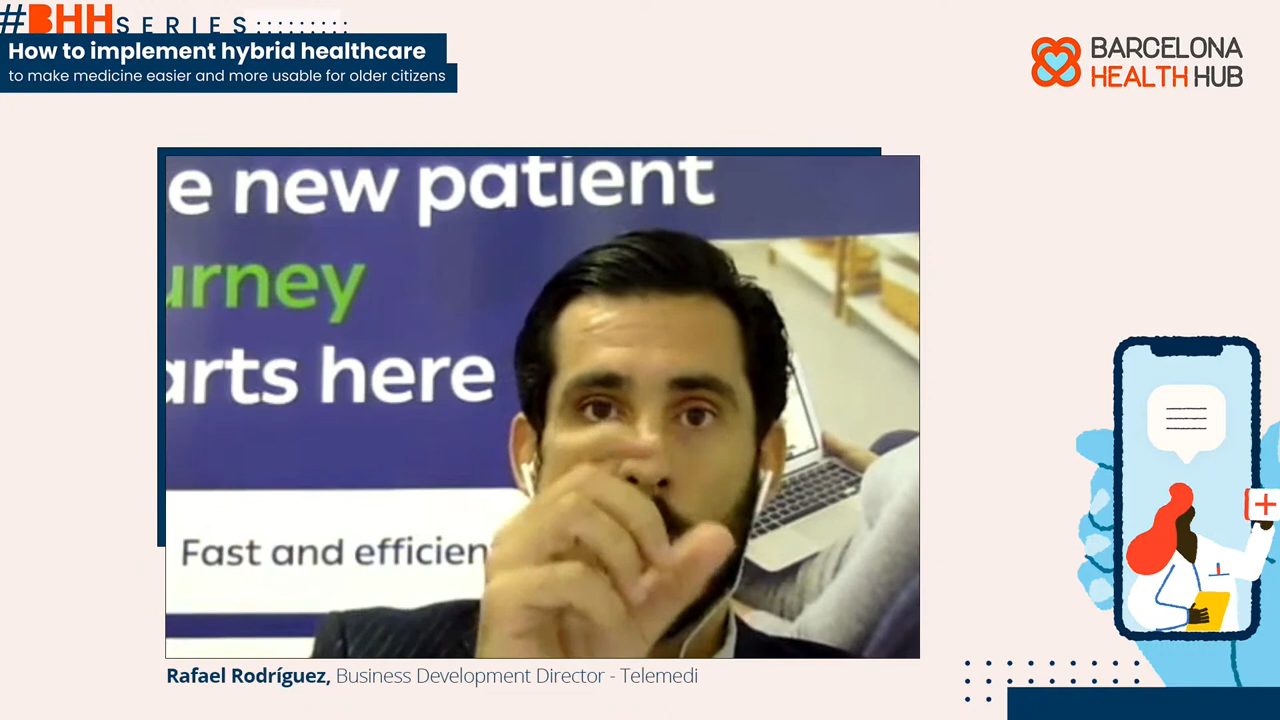 #BHH SERIES
How to implement hybrid healthcare
to make medicine easier and more usable for older citizens
BARCELONA
HEALTH HUB
e new patient
urney
arts here
Fast and efficien
Rafael Rodríguez, Business Development Director - Telemedi